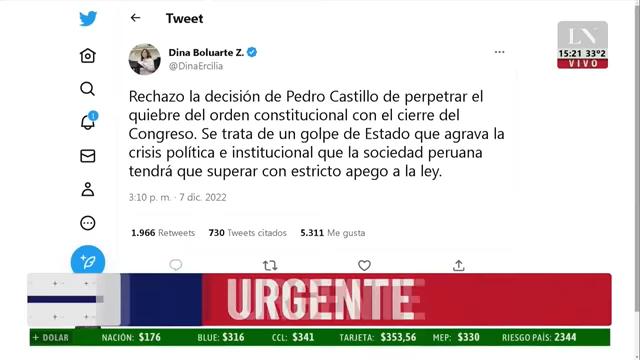 Tweet
LN
15:21 33°2
VIVO
Dina Boluarte Z.
@DinaErcilia
Rechazo la decisión de Pedro Castillo de perpetrar el
quiebre del orden constitucional con el cierre del
Congreso. Se trata de un golpe de Estado que agrava la
crisis política e institucional que la sociedad peruana
tendrá que superar con estricto apego a la ley.
3:10 p. m. · 7 dic. 2022
1.966 Retweets 730 Tweets citados 5.311 Me gusta
1
URGENTE
+ DOLAR NACIÓN: $176 BLUE: $316 CCL: $341 TARJETA: $353,56 MEP: $330 RIESGO PAÍS: 2344